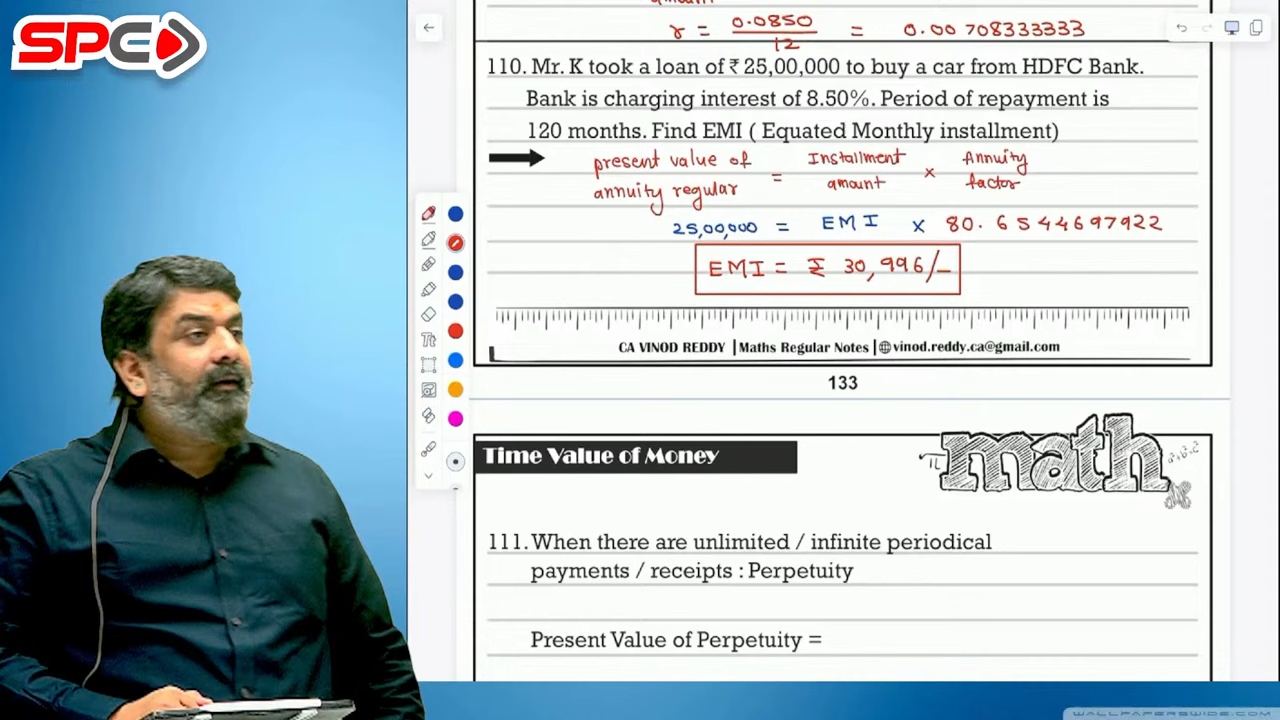 SPC
amount
r = 0.0850 / 12 = 0.00708333333
110. Mr. K took a loan of ₹ 25,00,000 to buy a car from HDFC Bank.
Bank is charging interest of 8.50%. Period of repayment is
120 months. Find EMI ( Equated Monthly installment)
present value of annuity regular = Installment amount × Annuity factor
25,00,000 = EMI × 80.6544697922
EMI = ₹ 30,996/-
CA VINOD REDDY | Maths Regular Notes | vinod.reddy.ca@gmail.com
133
Time Value of Money
math
π
111. When there are unlimited / infinite periodical
payments / receipts : Perpetuity
Present Value of Perpetuity =
Tt
WALLPAPERSWIDE.COM